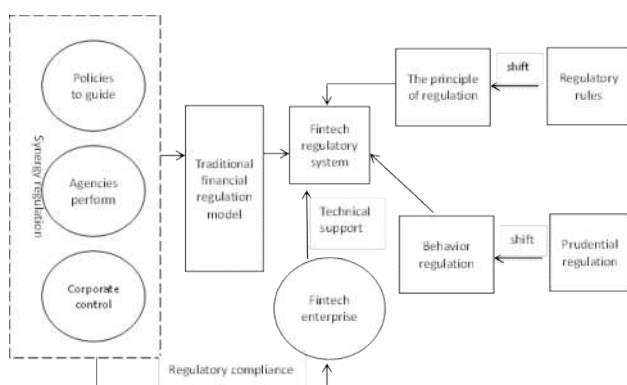 Synergy regulation
Policies
to guide
Agencies
perform
Corporate
control
Traditional
financial
regulation
model
Fintech
regulatory
system
Technical
support
Fintech
enterprise
The principle
of regulation
shift
Regulatory
rules
Behavior
regulation
shift
Prudential
regulation
Regulatory compliance